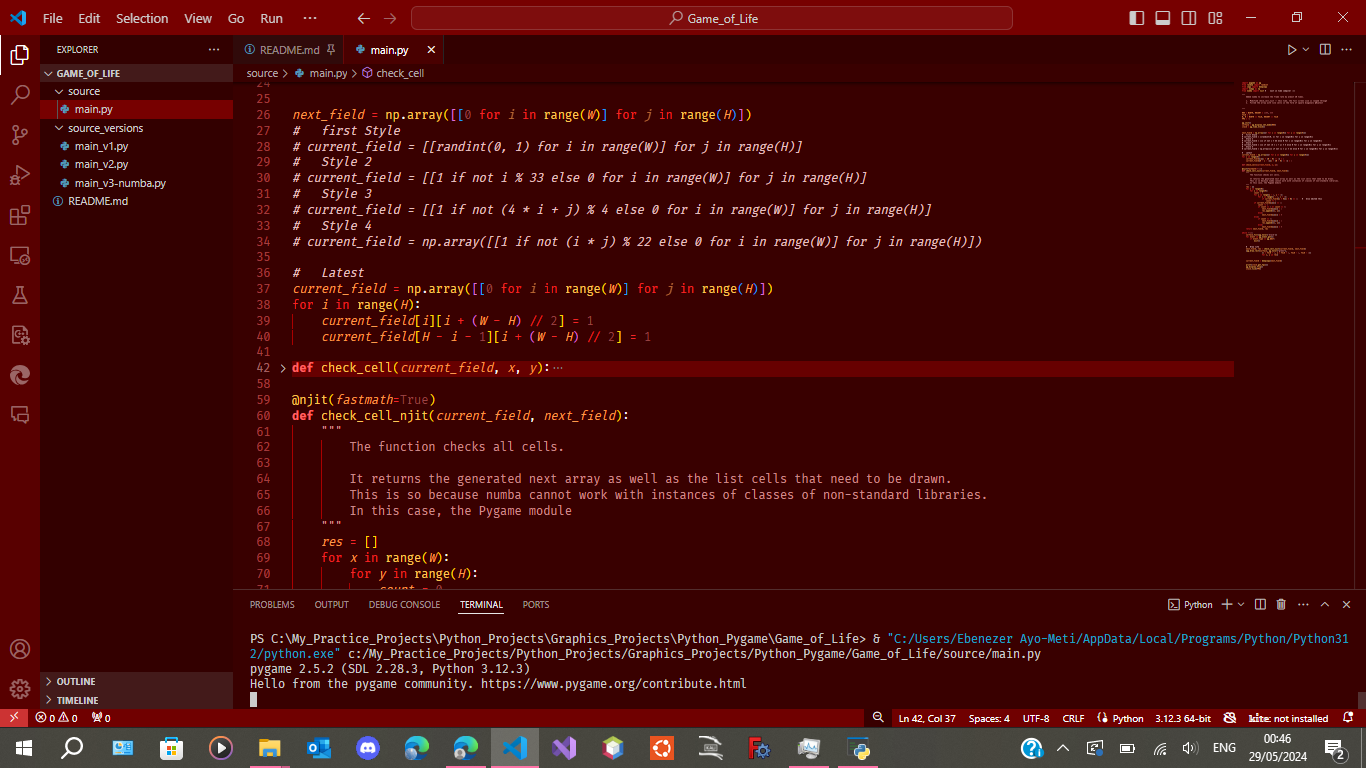 File Edit Selection View Go Run ··· Game_of_Life
EXPLORER ···
README.md main.py
GAME_OF_LIFE
source > main.py > check_cell
source
main.py
source_versions
main_v1.py
main_v2.py
main_v3-numba.py
README.md
24
25
26 next_field = np.array([[0 for i in range(W)] for j in range(H)])
27 #   first Style
28 # current_field = [[randint(0, 1) for i in range(W)] for j in range(H)]
29 #   Style 2
30 # current_field = [[1 if not i % 33 else 0 for i in range(W)] for j in range(H)]
31 #   Style 3
32 # current_field = [[1 if not (4 * i + j) % 4 else 0 for i in range(W)] for j in range(H)]
33 #   Style 4
34 # current_field = np.array([[1 if not (i * j) % 22 else 0 for i in range(W)] for j in range(H)])
35
36 #   Latest
37 current_field = np.array([[0 for i in range(W)] for j in range(H)])
38 for i in range(H):
39     current_field[i][i + (W - H) // 2] = 1
40     current_field[H - i - 1][i + (W - H) // 2] = 1
41
42 def check_cell(current_field, x, y):···
58
59 @njit(fastmath=True)
60 def check_cell_njit(current_field, next_field):
61     """
62         The function checks all cells.
63
64         It returns the generated next array as well as the list cells that need to be drawn.
65         This is so because numba cannot work with instances of classes of non-standard libraries.
66         In this case, the Pygame module
67     """
68     res = []
69     for x in range(W):
70         for y in range(H):
71             count = 0
PROBLEMS OUTPUT DEBUG CONSOLE TERMINAL PORTS Python
PS C:\My_Practice_Projects\Python_Projects\Graphics_Projects\Python_Pygame\Game_of_Life> & "C:/Users/Ebenezer Ayo-Meti/AppData/Local/Programs/Python/Python31
2/python.exe" c:/My_Practice_Projects/Python_Projects/Graphics_Projects/Python_Pygame/Game_of_Life/source/main.py
pygame 2.5.2 (SDL 2.28.3, Python 3.12.3)
Hello from the pygame community. https://www.pygame.org/contribute.html
OUTLINE
TIMELINE
0 0 0 Ln 42, Col 37 Spaces: 4 UTF-8 CRLF Python 3.12.3 64-bit kite: not installed
ENG 00:46
29/05/2024
2